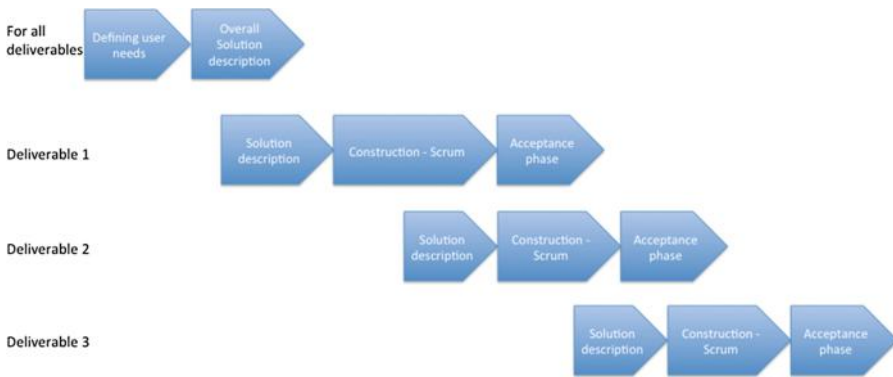 For all
deliverables
Defining user
needs
Overall
Solution
description
Deliverable 1
Solution
description
Construction - Scrum
Acceptance
phase
Deliverable 2
Solution
description
Construction -
Scrum
Acceptance
phase
Deliverable 3
Solution
description
Construction -
Scrum
Acceptance
phase